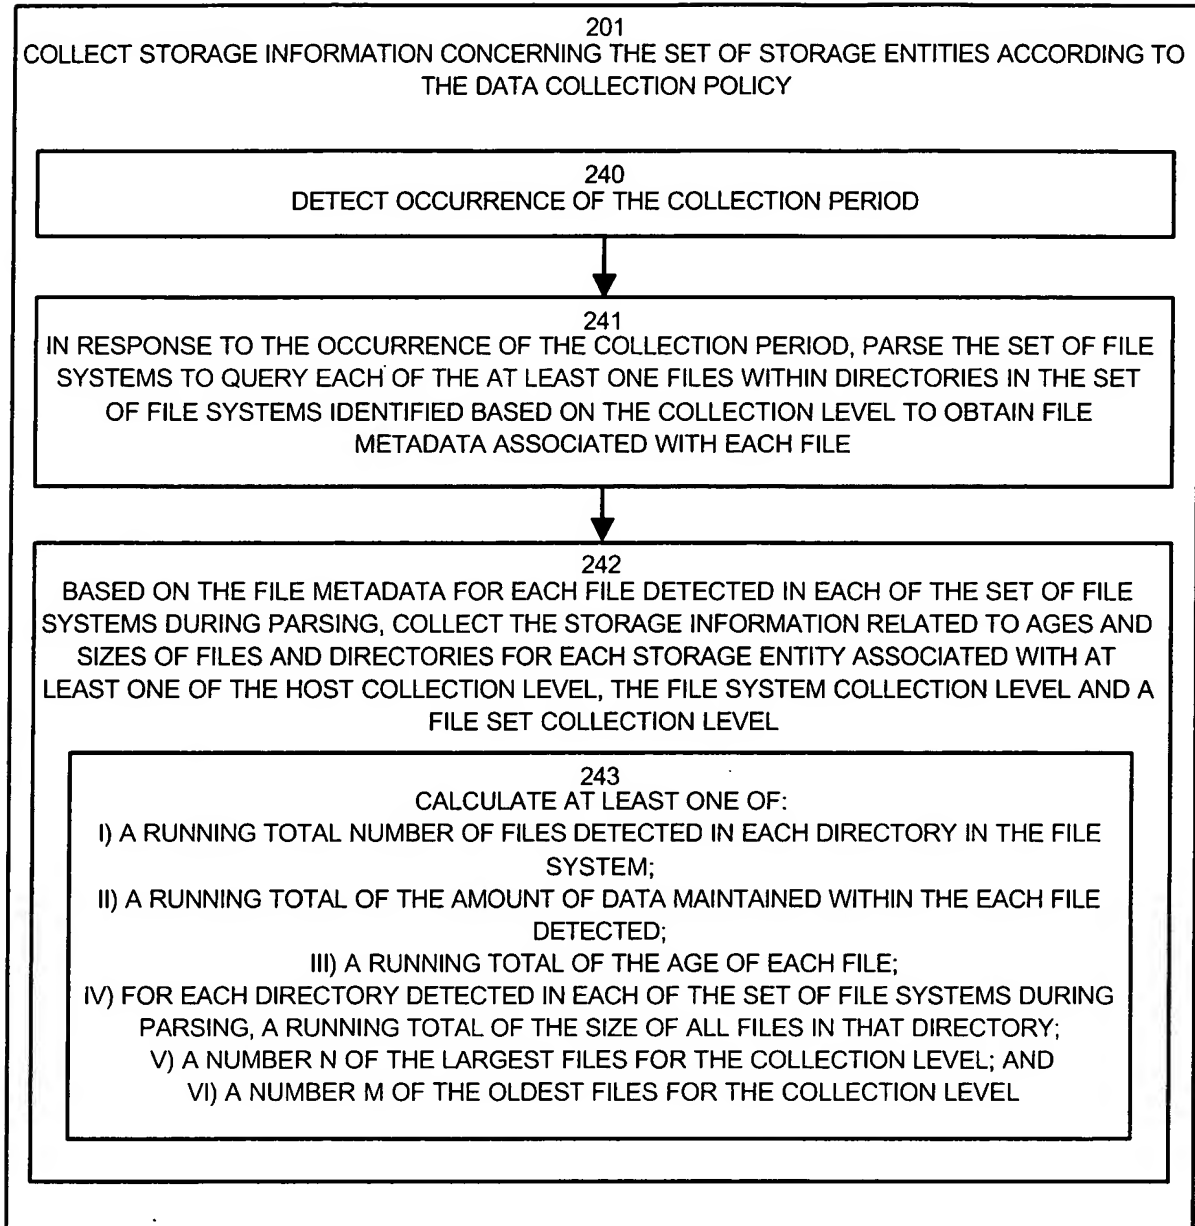 201
COLLECT STORAGE INFORMATION CONCERNING THE SET OF STORAGE ENTITIES ACCORDING TO
THE DATA COLLECTION POLICY
240
DETECT OCCURRENCE OF THE COLLECTION PERIOD
241
IN RESPONSE TO THE OCCURRENCE OF THE COLLECTION PERIOD, PARSE THE SET OF FILE
SYSTEMS TO QUERY EACH OF THE AT LEAST ONE FILES WITHIN DIRECTORIES IN THE SET
OF FILE SYSTEMS IDENTIFIED BASED ON THE COLLECTION LEVEL TO OBTAIN FILE
METADATA ASSOCIATED WITH EACH FILE
242
BASED ON THE FILE METADATA FOR EACH FILE DETECTED IN EACH OF THE SET OF FILE
SYSTEMS DURING PARSING, COLLECT THE STORAGE INFORMATION RELATED TO AGES AND
SIZES OF FILES AND DIRECTORIES FOR EACH STORAGE ENTITY ASSOCIATED WITH AT
LEAST ONE OF THE HOST COLLECTION LEVEL, THE FILE SYSTEM COLLECTION LEVEL AND A
FILE SET COLLECTION LEVEL
243
CALCULATE AT LEAST ONE OF:
I) A RUNNING TOTAL NUMBER OF FILES DETECTED IN EACH DIRECTORY IN THE FILE
SYSTEM;
II) A RUNNING TOTAL OF THE AMOUNT OF DATA MAINTAINED WITHIN THE EACH FILE
DETECTED;
III) A RUNNING TOTAL OF THE AGE OF EACH FILE;
IV) FOR EACH DIRECTORY DETECTED IN EACH OF THE SET OF FILE SYSTEMS DURING
PARSING, A RUNNING TOTAL OF THE SIZE OF ALL FILES IN THAT DIRECTORY;
V) A NUMBER N OF THE LARGEST FILES FOR THE COLLECTION LEVEL; AND
VI) A NUMBER M OF THE OLDEST FILES FOR THE COLLECTION LEVEL